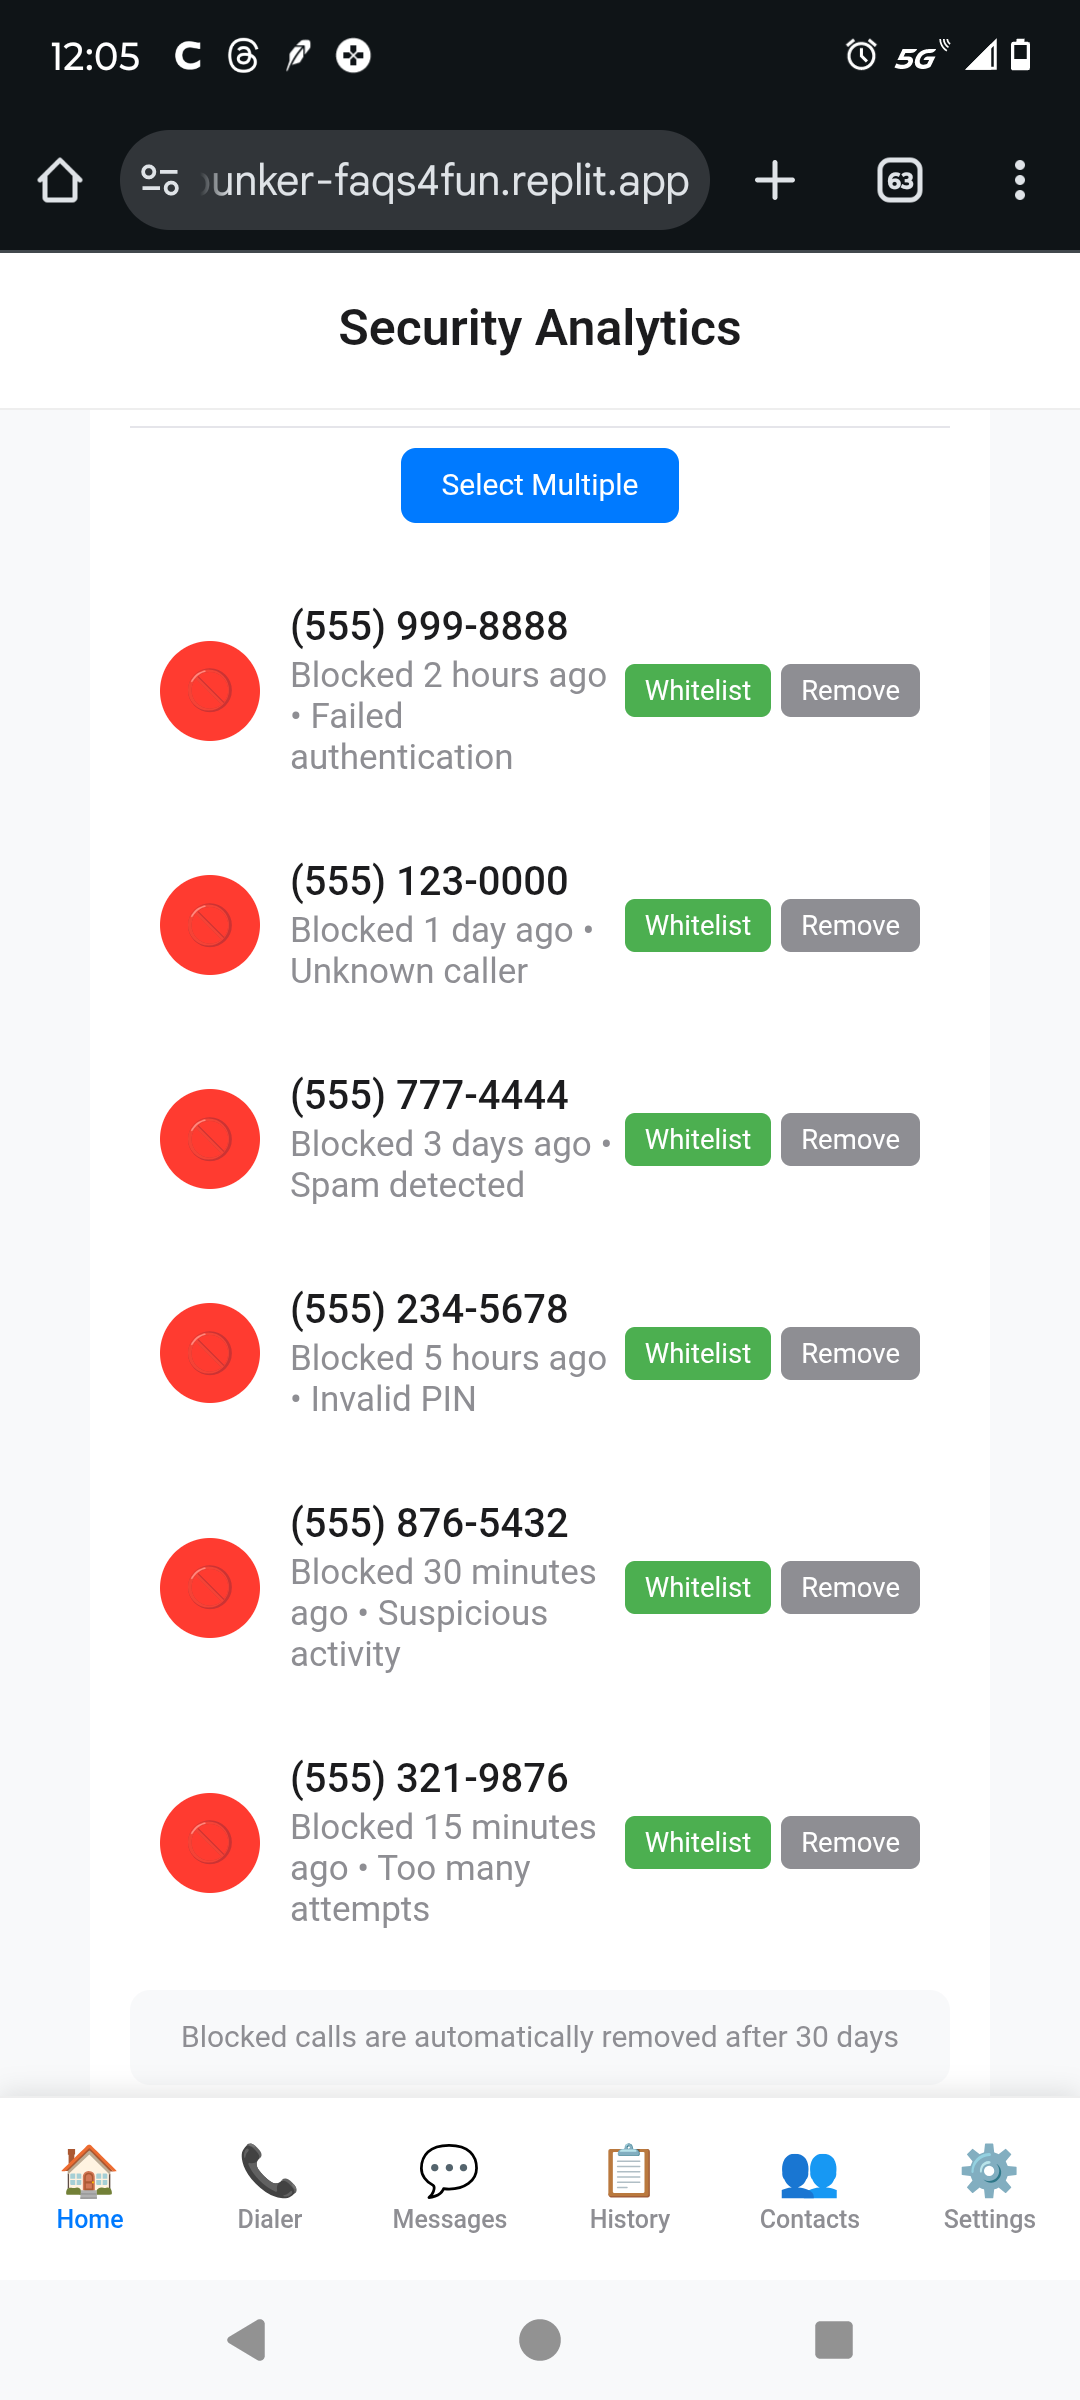 12:05
5G
unker-faqs4fun.replit.app
63
Security Analytics
Select Multiple
(555) 999-8888
Blocked 2 hours ago
• Failed
authentication
Whitelist
Remove
(555) 123-0000
Blocked 1 day ago •
Unknown caller
Whitelist
Remove
(555) 777-4444
Blocked 3 days ago •
Spam detected
Whitelist
Remove
(555) 234-5678
Blocked 5 hours ago
• Invalid PIN
Whitelist
Remove
(555) 876-5432
Blocked 30 minutes
ago • Suspicious
activity
Whitelist
Remove
(555) 321-9876
Blocked 15 minutes
ago • Too many
attempts
Whitelist
Remove
Blocked calls are automatically removed after 30 days
Home
Dialer
Messages
History
Contacts
Settings